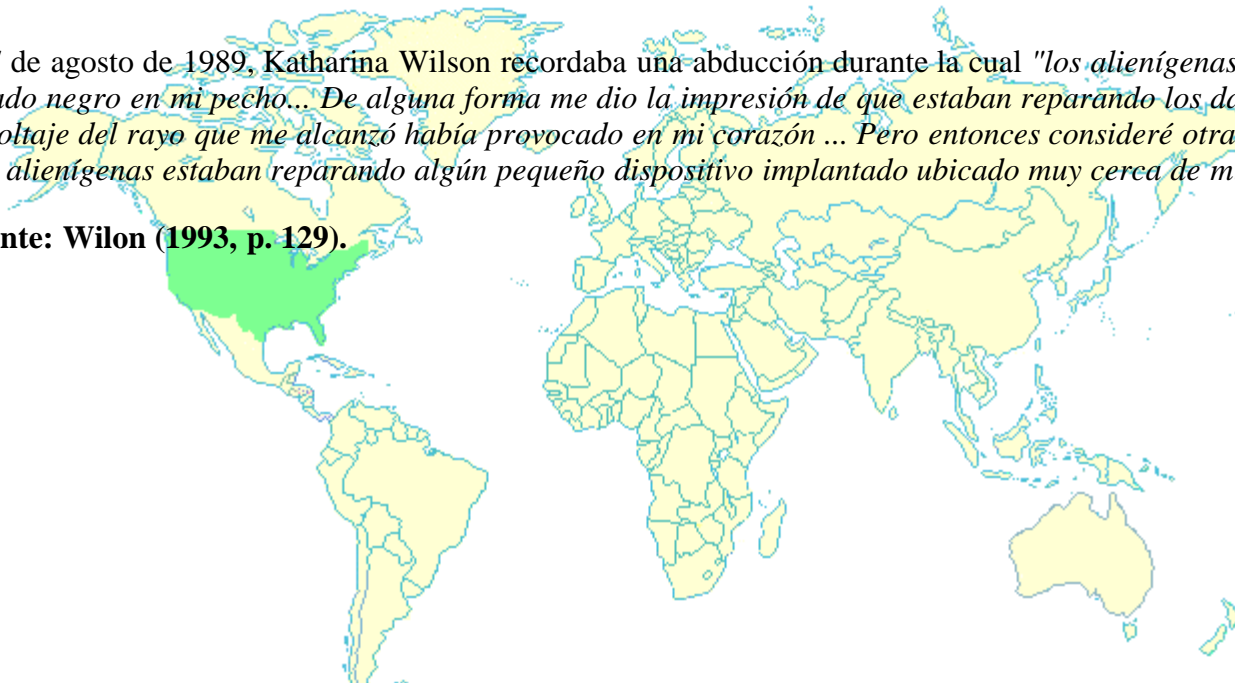 de agosto de 1989, Katharina Wilson recordaba una abducción durante la cual "los alienígenas
ado negro en mi pecho... De alguna forma me dio la impresión de que estaban reparando los da
oltaje del rayo que me alcanzó había provocado en mi corazón ... Pero entonces consideré otra
alienígenas estaban reparando algún pequeño dispositivo implantado ubicado muy cerca de m
nte: Wilon (1993, p. 129).